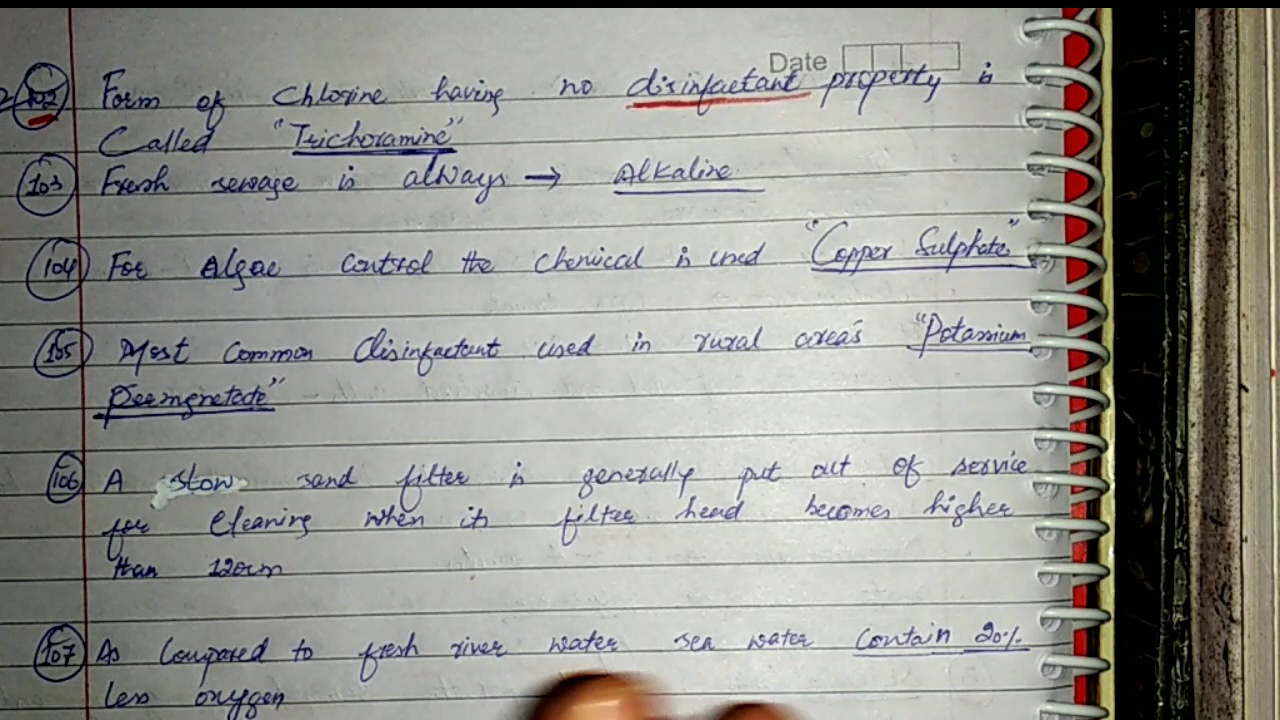 Date
102 Form of Chlorine having no disinfactant property is
Called "Trichoramine"
103 Fresh sewage is always → Alkaline
104 For Algae control the chemical is used "Copper Sulphate"
105 Most Common disinfactant used in rural area's "Potassium
Permgnetate"
106 A slow sand filter is generally put out of service
for cleaning when its filter head becomes higher
than 120cm
107 As Compared to fresh river water sea water contain 20%
less oxygen